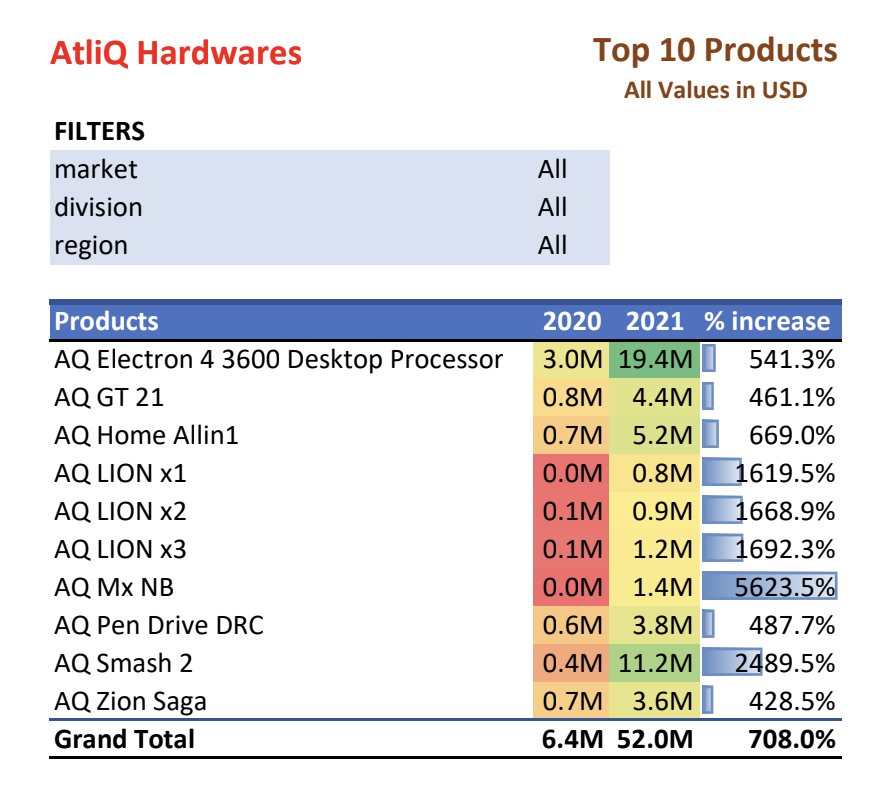 AtliQ Hardwares Top 10 Products
All Values in USD
FILTERS
market All
division All
region All
Products 2020 2021 % increase
AQ Electron 4 3600 Desktop Processor 3.0M 19.4M 541.3%
AQ GT 21 0.8M 4.4M 461.1%
AQ Home Allin1 0.7M 5.2M 669.0%
AQ LION x1 0.0M 0.8M 1619.5%
AQ LION x2 0.1M 0.9M 1668.9%
AQ LION x3 0.1M 1.2M 1692.3%
AQ Mx NB 0.0M 1.4M 5623.5%
AQ Pen Drive DRC 0.6M 3.8M 487.7%
AQ Smash 2 0.4M 11.2M 2489.5%
AQ Zion Saga 0.7M 3.6M 428.5%
Grand Total 6.4M 52.0M 708.0%